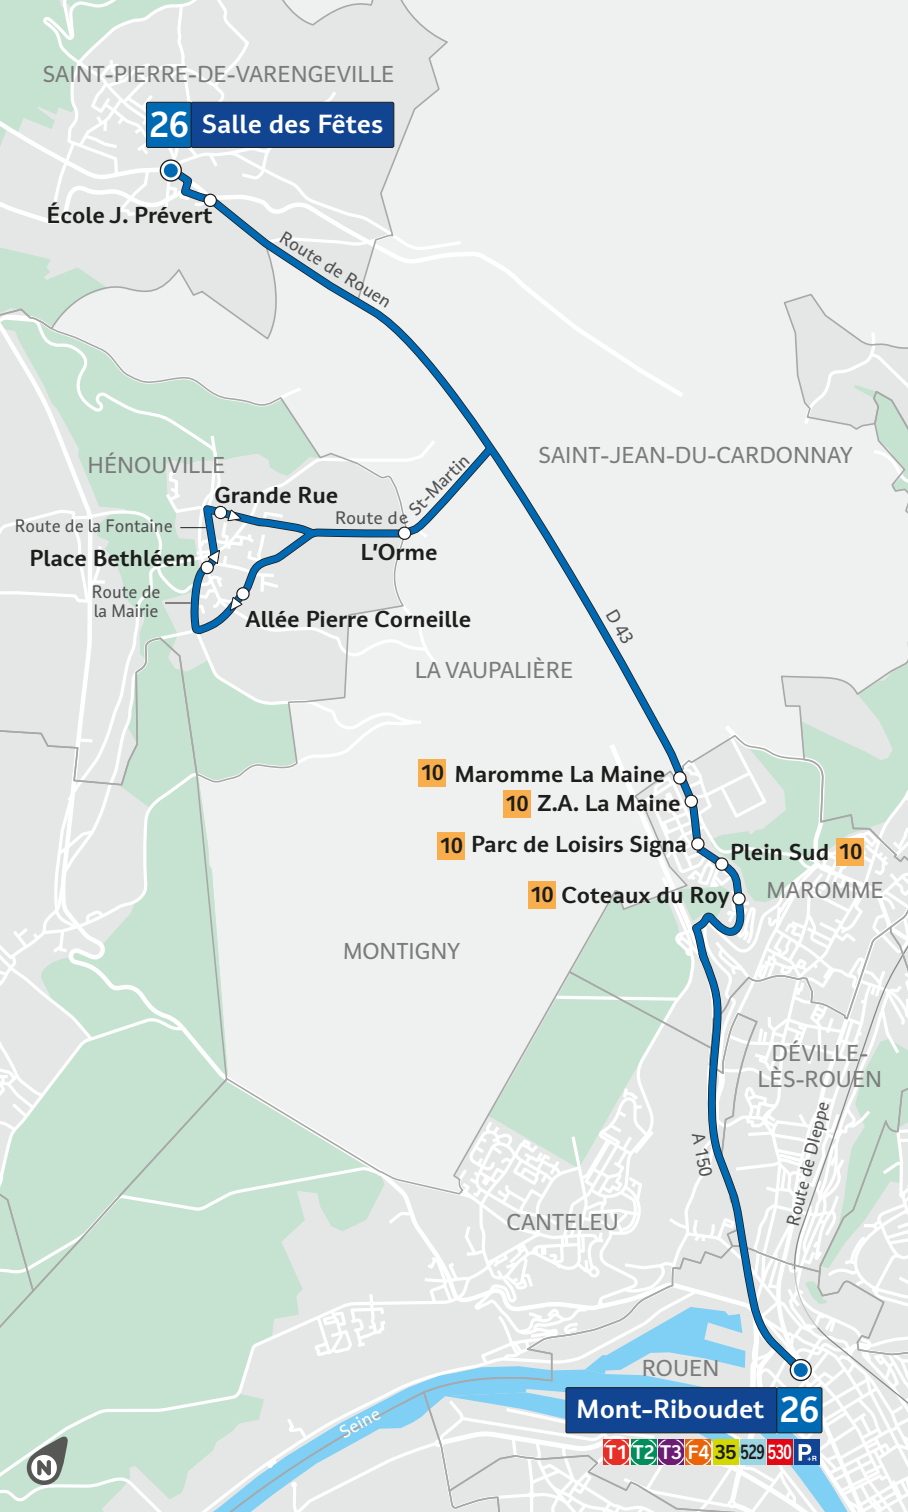 SAINT-PIERRE-DE-VARENGEVILLE
26 Salle des Fêtes
École J. Prévert
Route de Rouen
SAINT-JEAN-DU-CARDONNAY
HÉNOUVILLE
Grande Rue
Route de St-Martin
Route de la Fontaine
L'Orme
Place Bethléem
Route de
la Mairie
Allée Pierre Corneille
D 43
LA VAUPALIÈRE
10 Maromme La Maine
10 Z.A. La Maine
10 Parc de Loisirs Signa
Plein Sud 10
10 Coteaux du Roy
MAROMME
MONTIGNY
DÉVILLE-
LÈS-ROUEN
A 150
Route de DIeppe
CANTELEU
ROUEN
Mont-Riboudet 26
Seine
T1 T2 T3 F4 35 529 530 P+R
N